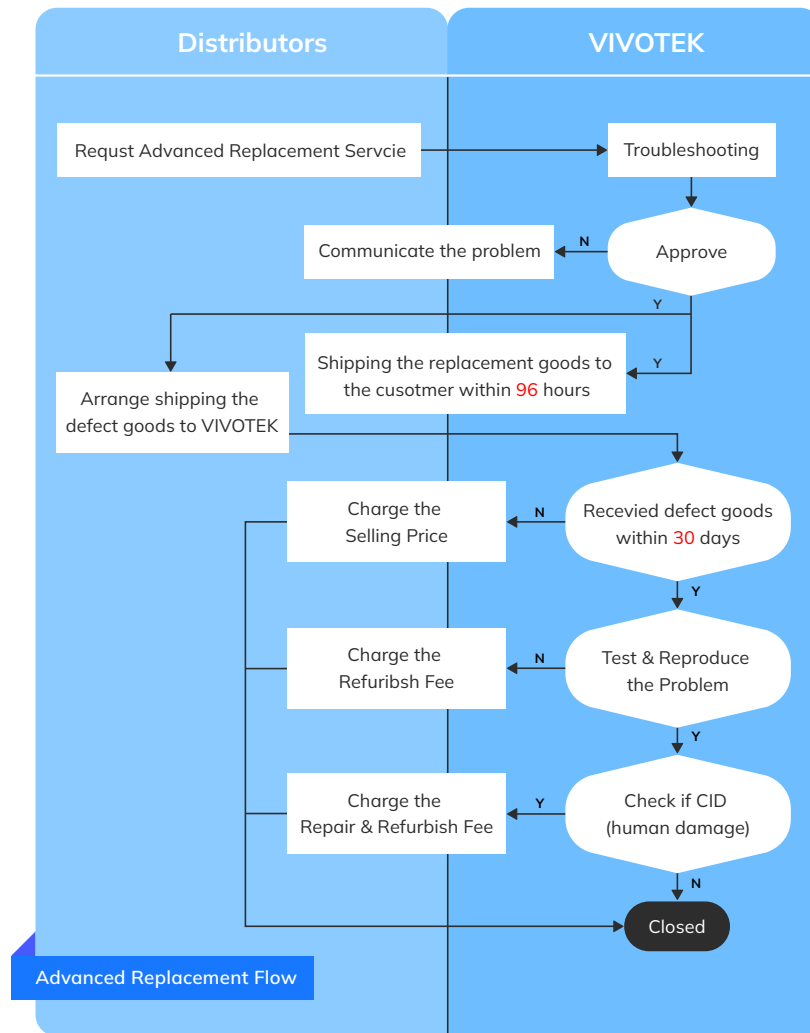 Distributors
VIVOTEK
Requst Advanced Replacement Servcie
Troubleshooting
Communicate the problem
N
Approve
Y
Y
Shipping the replacement goods to
the cusotmer within 96 hours
Arrange shipping the
defect goods to VIVOTEK
Charge the
Selling Price
N
Recevied defect goods
within 30 days
Y
Charge the
Refuribsh Fee
N
Test & Reproduce
the Problem
Y
Charge the
Repair & Refurbish Fee
Y
Check if CID
(human damage)
N
Closed
Advanced Replacement Flow